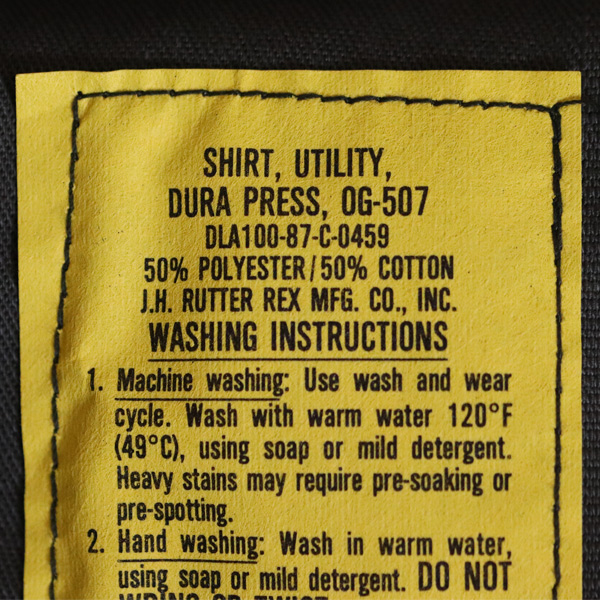 SHIRT, UTILITY,
DURA PRESS, OG-507
DLA100-87-C-0459
50% POLYESTER/50% COTTON
J.H. RUTTER REX MFG. CO., INC.
WASHING INSTRUCTIONS
1. Machine washing: Use wash and wear
cycle. Wash with warm water 120°F
(49°C), using soap or mild detergent.
Heavy stains may require pre-soaking or
pre-spotting.
2. Hand washing: Wash in warm water,
using soap or mild detergent. DO NOT
WRING OR TWIST